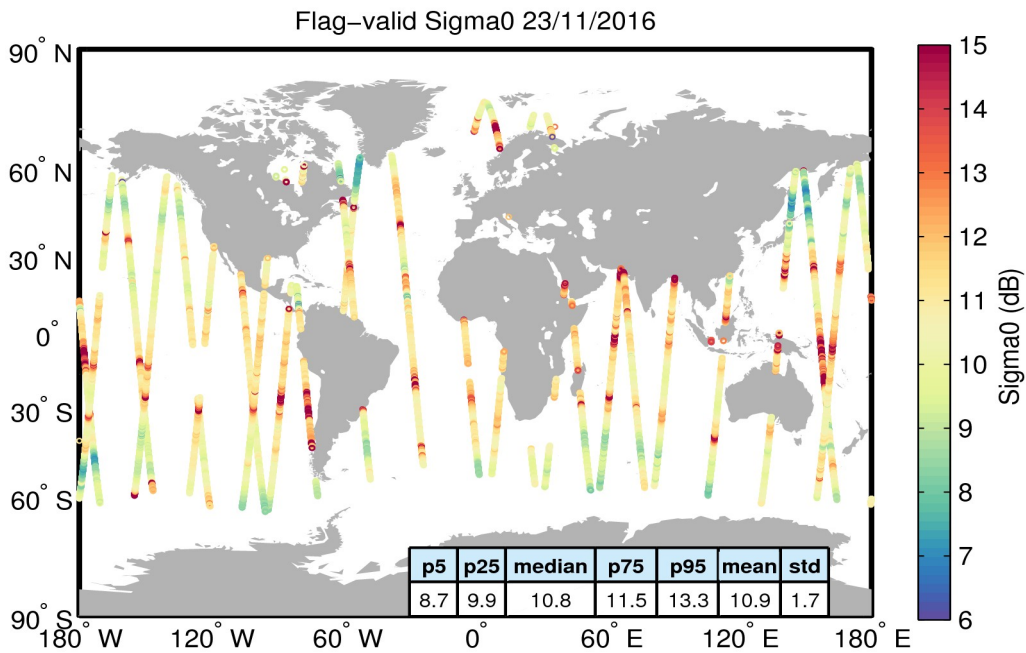 Flag−valid Sigma0 23/11/2016
90° N
60° N
30° N
0°
30° S
60° S
90° S
180° W
120° W
60° W
0°
60° E
120° E
180° E
p5 p25 median p75 p95 mean std
8.7 9.9 10.8 11.5 13.3 10.9 1.7
15
14
13
12
11
10
9
8
7
6
Sigma0 (dB)